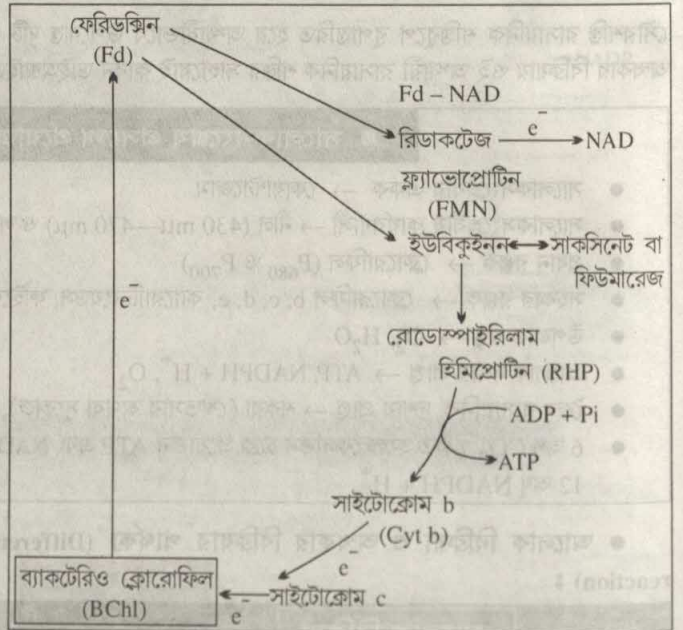 ফেরিডক্সিন
(Fd)
Fd – NAD
রিডাকটেজ
e⁻
NAD
ফ্ল্যাভোপ্রোটিন
(FMN)
ইউবিকুইনন
সাকসিনেট বা
ফিউমারেজ
e⁻
রোডোস্পাইরিলাম
হিমিপ্রোটিন (RHP)
ADP + Pi
ATP
সাইটোক্রোম b
(Cyt b)
e⁻
ব্যাকটেরিও ক্লোরোফিল
(BChl)
e⁻
সাইটোক্রোম c